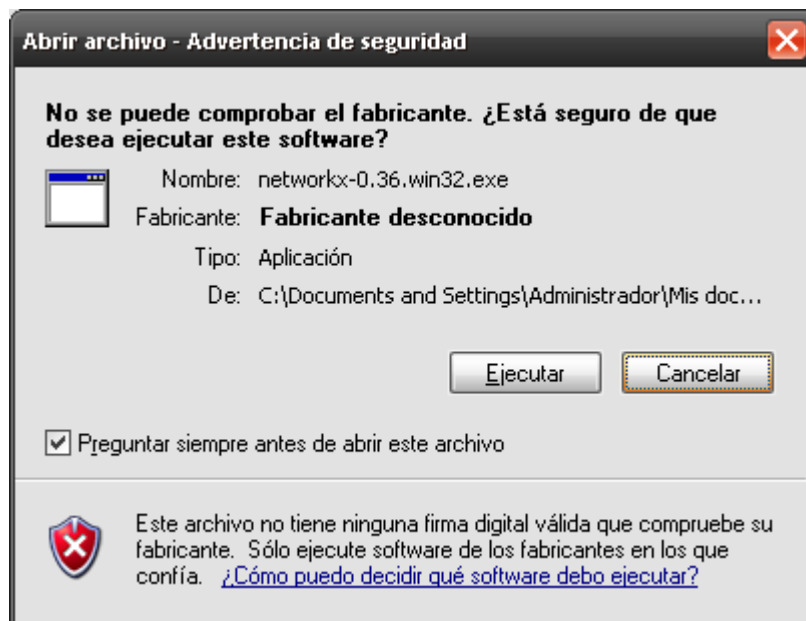 Abrir archivo - Advertencia de seguridad
No se puede comprobar el fabricante. ¿Está seguro de que
desea ejecutar este software?
Nombre: networkx-0.36.win32.exe
Fabricante: Fabricante desconocido
Tipo: Aplicación
De: C:\Documents and Settings\Administrador\Mis doc...
Ejecutar Cancelar
Preguntar siempre antes de abrir este archivo
Este archivo no tiene ninguna firma digital válida que compruebe su
fabricante. Sólo ejecute software de los fabricantes en los que
confía. ¿Cómo puedo decidir qué software debo ejecutar?